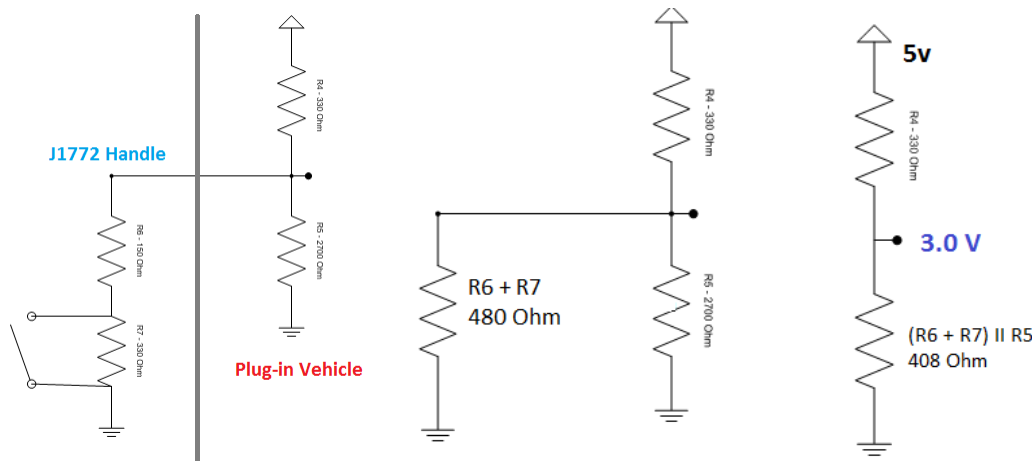 J1772 Handle
R4 - 330 Ohm
R6 - 150 Ohm
R5 - 2700 Ohm
R7 - 330 Ohm
Plug-in Vehicle
R4 - 330 Ohm
R6 + R7
480 Ohm
R5 - 2700 Ohm
5v
R4 - 330 Ohm
3.0 V
(R6 + R7) II R5
408 Ohm